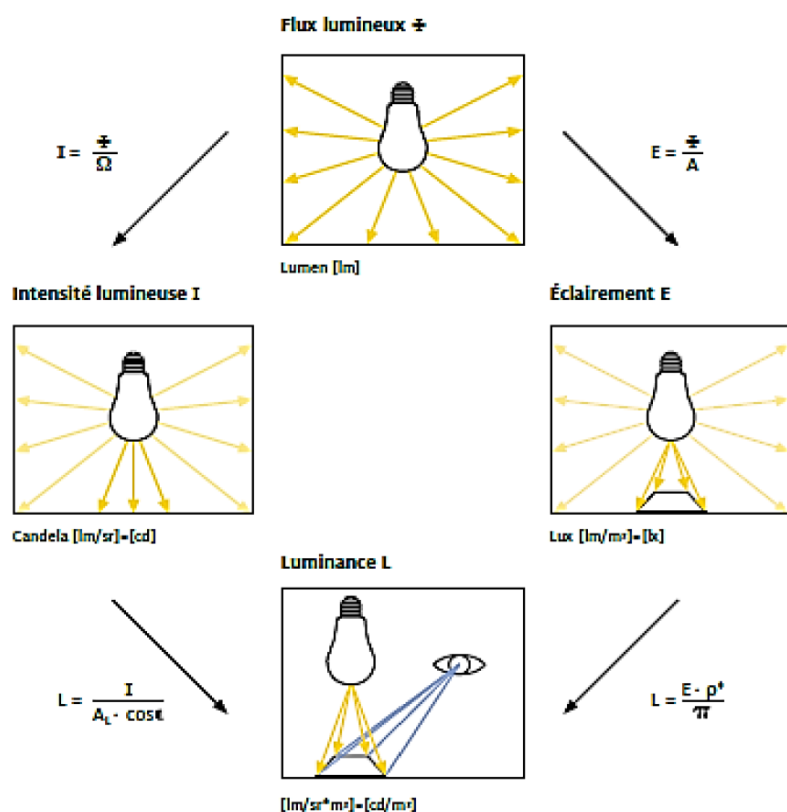 Flux lumineux Φ
I = Φ/Ω
E = Φ/A
Lumen [lm]
Intensité lumineuse I
Éclairement E
Candela [lm/sr]=[cd]
Lux [lm/m²]=[lx]
Luminance L
L = I/(A_L · cosε)
L = E · ρ*/π
[lm/sr*m²]=[cd/m²]